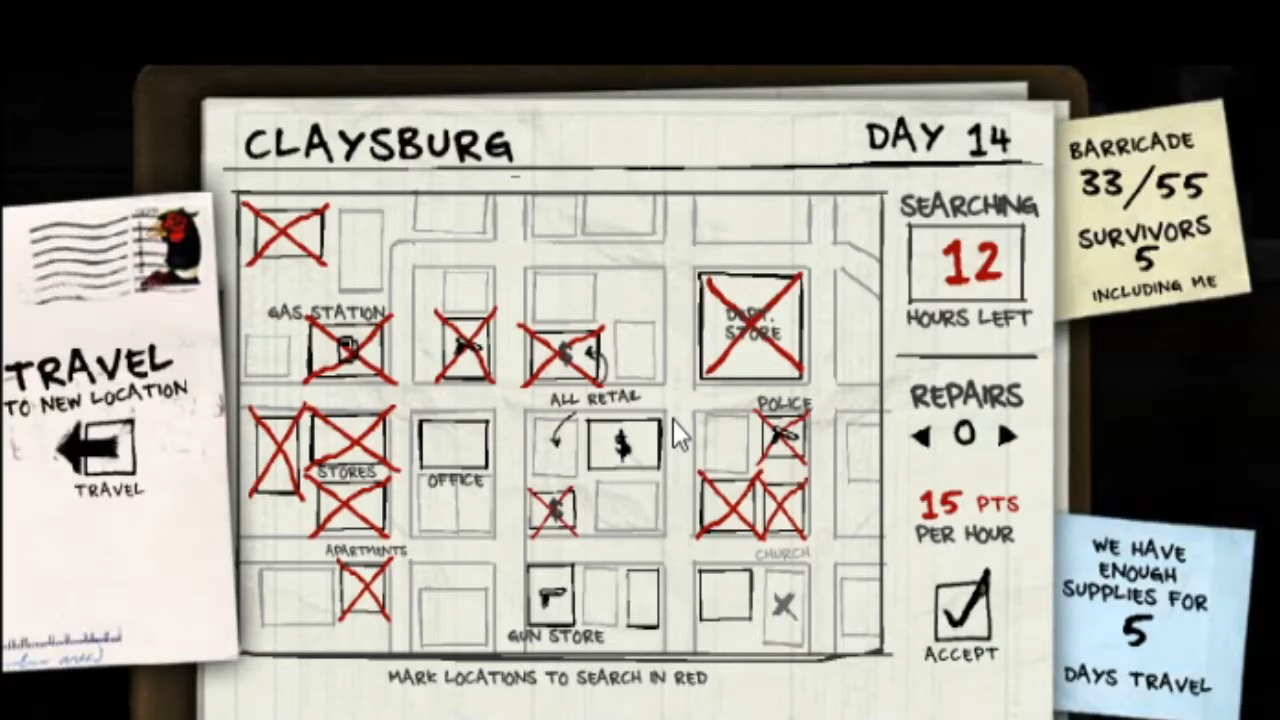 CLAYSBURG
DAY 14
BARRICADE
33/55
SURVIVORS
5
INCLUDING ME
SEARCHING
12
HOURS LEFT
GAS STATION
DEPT.
STORE
TRAVEL
TO NEW LOCATION
TRAVEL
ALL RETAIL
POLICE
REPAIRS
0
$
$
STORES
OFFICE
$
15 PTS
PER HOUR
APARTMENTS
CHURCH
GUN STORE
ACCEPT
WE HAVE
ENOUGH
SUPPLIES FOR
5
DAYS TRAVEL
MARK LOCATIONS TO SEARCH IN RED